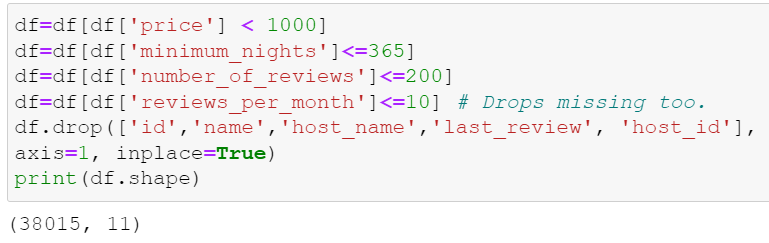 df=df[df['price'] < 1000]
df=df[df['minimum_nights']<=365]
df=df[df['number_of_reviews']<=200]
df=df[df['reviews_per_month']<=10] # Drops missing too.
df.drop(['id','name','host_name','last_review', 'host_id'],
axis=1, inplace=True)
print(df.shape)
(38015, 11)